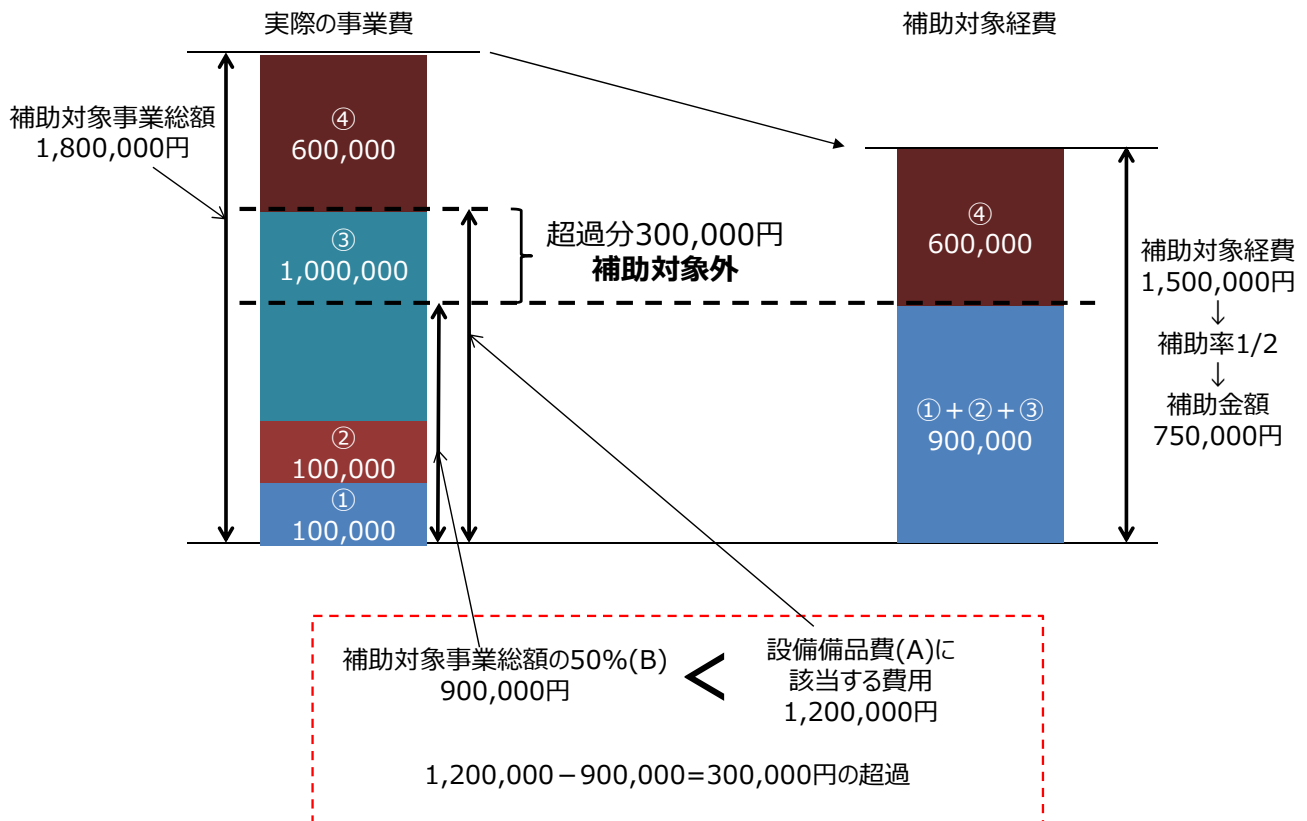 実際の事業費
補助対象経費
補助対象事業総額
1,800,000円
④
600,000
③
1,000,000
②
100,000
①
100,000
超過分300,000円
補助対象外
④
600,000
①+②+③
900,000
補助対象経費
1,500,000円
↓
補助率1/2
↓
補助金額
750,000円
補助対象事業総額の50%(B)
900,000円
<
設備備品費(A)に
該当する費用
1,200,000円
1,200,000-900,000=300,000円の超過